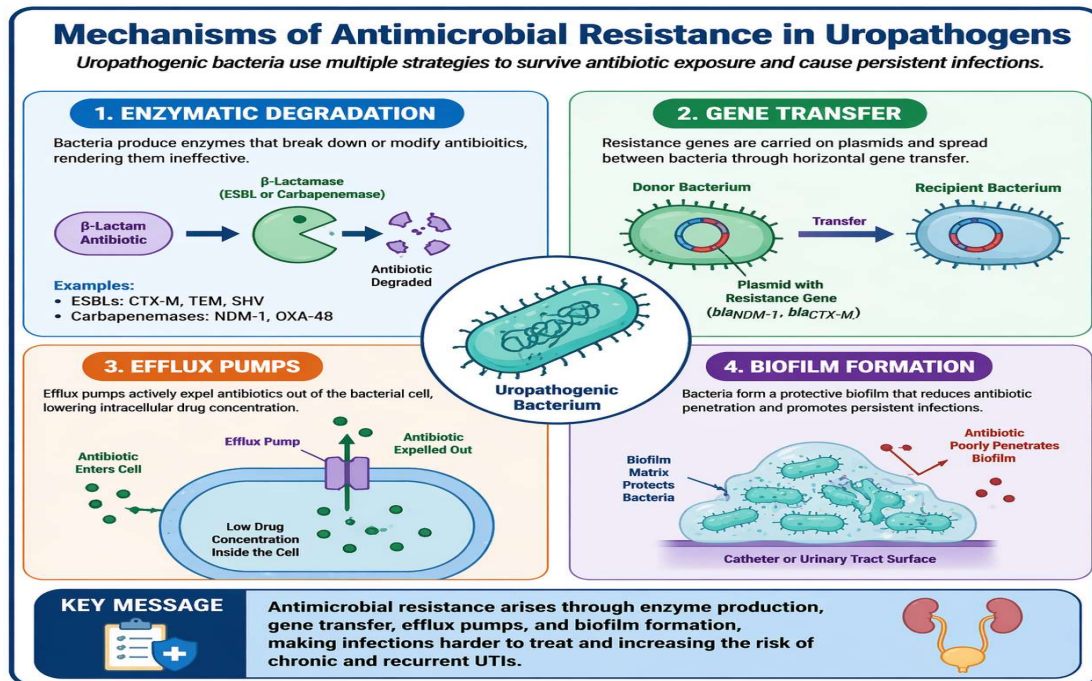 Mechanisms of Antimicrobial Resistance in Uropathogens
Uropathogenic bacteria use multiple strategies to survive antibiotic exposure and cause persistent infections.
1. ENZYMATIC DEGRADATION
Bacteria produce enzymes that break down or modify antibioitics,
rendering them ineffective.
β-Lactamase
(ESBL or Carbapenemase)
β-Lactam
Antibiotic
Antibiotic
Degraded
Examples:
• ESBLs: CTX-M, TEM, SHV
• Carbapenemases: NDM-1, OXA-48
2. GENE TRANSFER
Resistance genes are carried on plasmids and spread
between bacteria through horizontal gene transfer.
Donor Bacterium
Recipient Bacterium
Transfer
Plasmid with
Resistance Gene
(blaNDM-1, blaCTX-M)
Uropathogenic
Bacterium
3. EFFLUX PUMPS
Efflux pumps actively expel antibiotics out of the bacterial cell,
lowering intracellular drug concentration.
Antibiotic
Enters Cell
Efflux Pump
Antibiotic
Expelled Out
Low Drug
Concentration
Inside the Cell
4. BIOFILM FORMATION
Bacteria form a protective biofilm that reduces antibiotic
penetration and promotes persistent infections.
Biofilm
Matrix
Protects
Bacteria
Antibiotic
Poorly Penetrates
Biofilm
Catheter or Urinary Tract Surface
KEY MESSAGE
Antimicrobial resistance arises through enzyme production,
gene transfer, efflux pumps, and biofilm formation,
making infections harder to treat and increasing the risk of
chronic and recurrent UTIs.